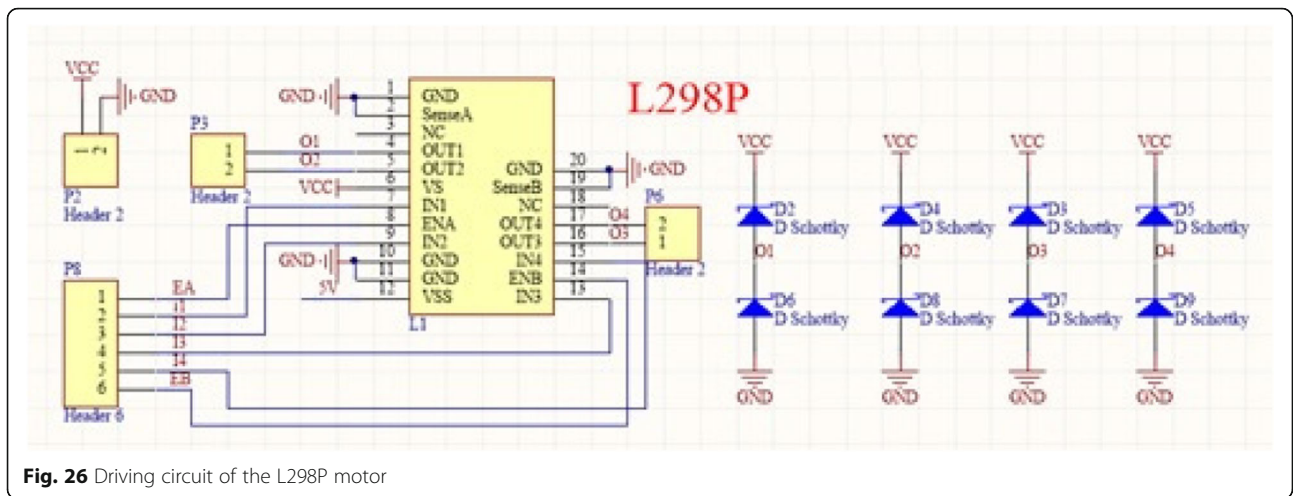 L298P
VCC
GND
1 2
P2
Header 2
P3
1
2
Header 2
O1
O2
GND
VCC
GND
5V
1 GND
2 SenseA
3 NC
4 OUT1
5 OUT2
6 VS
7 IN1
8 ENA
9 IN2
10 GND
11 GND
12 VSS
L1
GND 20
SenseB 19
NC 18
OUT4 17
OUT3 16
IN4 15
ENB 14
IN3 13
GND
P6
O4 2
O3 1
Header 2
P8
1 EA
2 I1
3 I2
4 I3
5 I4
6 EB
Header 6
VCC
D2
D Schottky
O1
D6
D Schottky
GND
VCC
D4
D Schottky
O2
D8
D Schottky
GND
VCC
D3
D Schottky
O3
D7
D Schottky
GND
VCC
D5
D Schottky
O4
D9
D Schottky
GND
Fig. 26 Driving circuit of the L298P motor